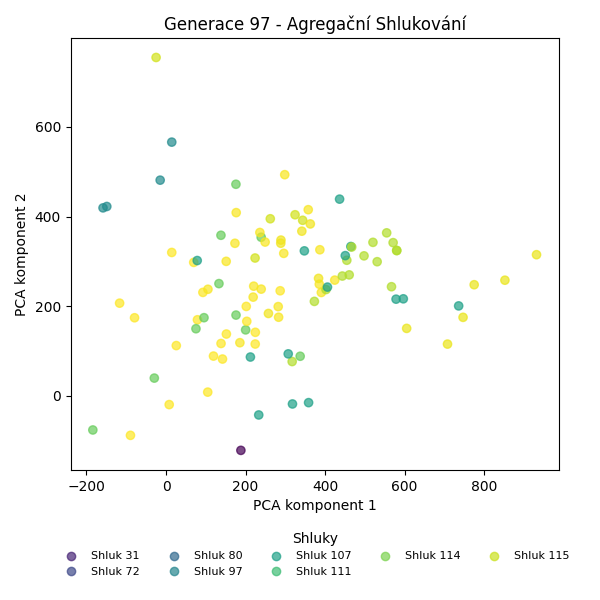 Generace 97 - Agregační Shlukování
PCA komponent 2
600
400
200
0
−200 0 200 400 600 800
PCA komponent 1
Shluky
Shluk 31 Shluk 80 Shluk 107 Shluk 114 Shluk 115
Shluk 72 Shluk 97 Shluk 111